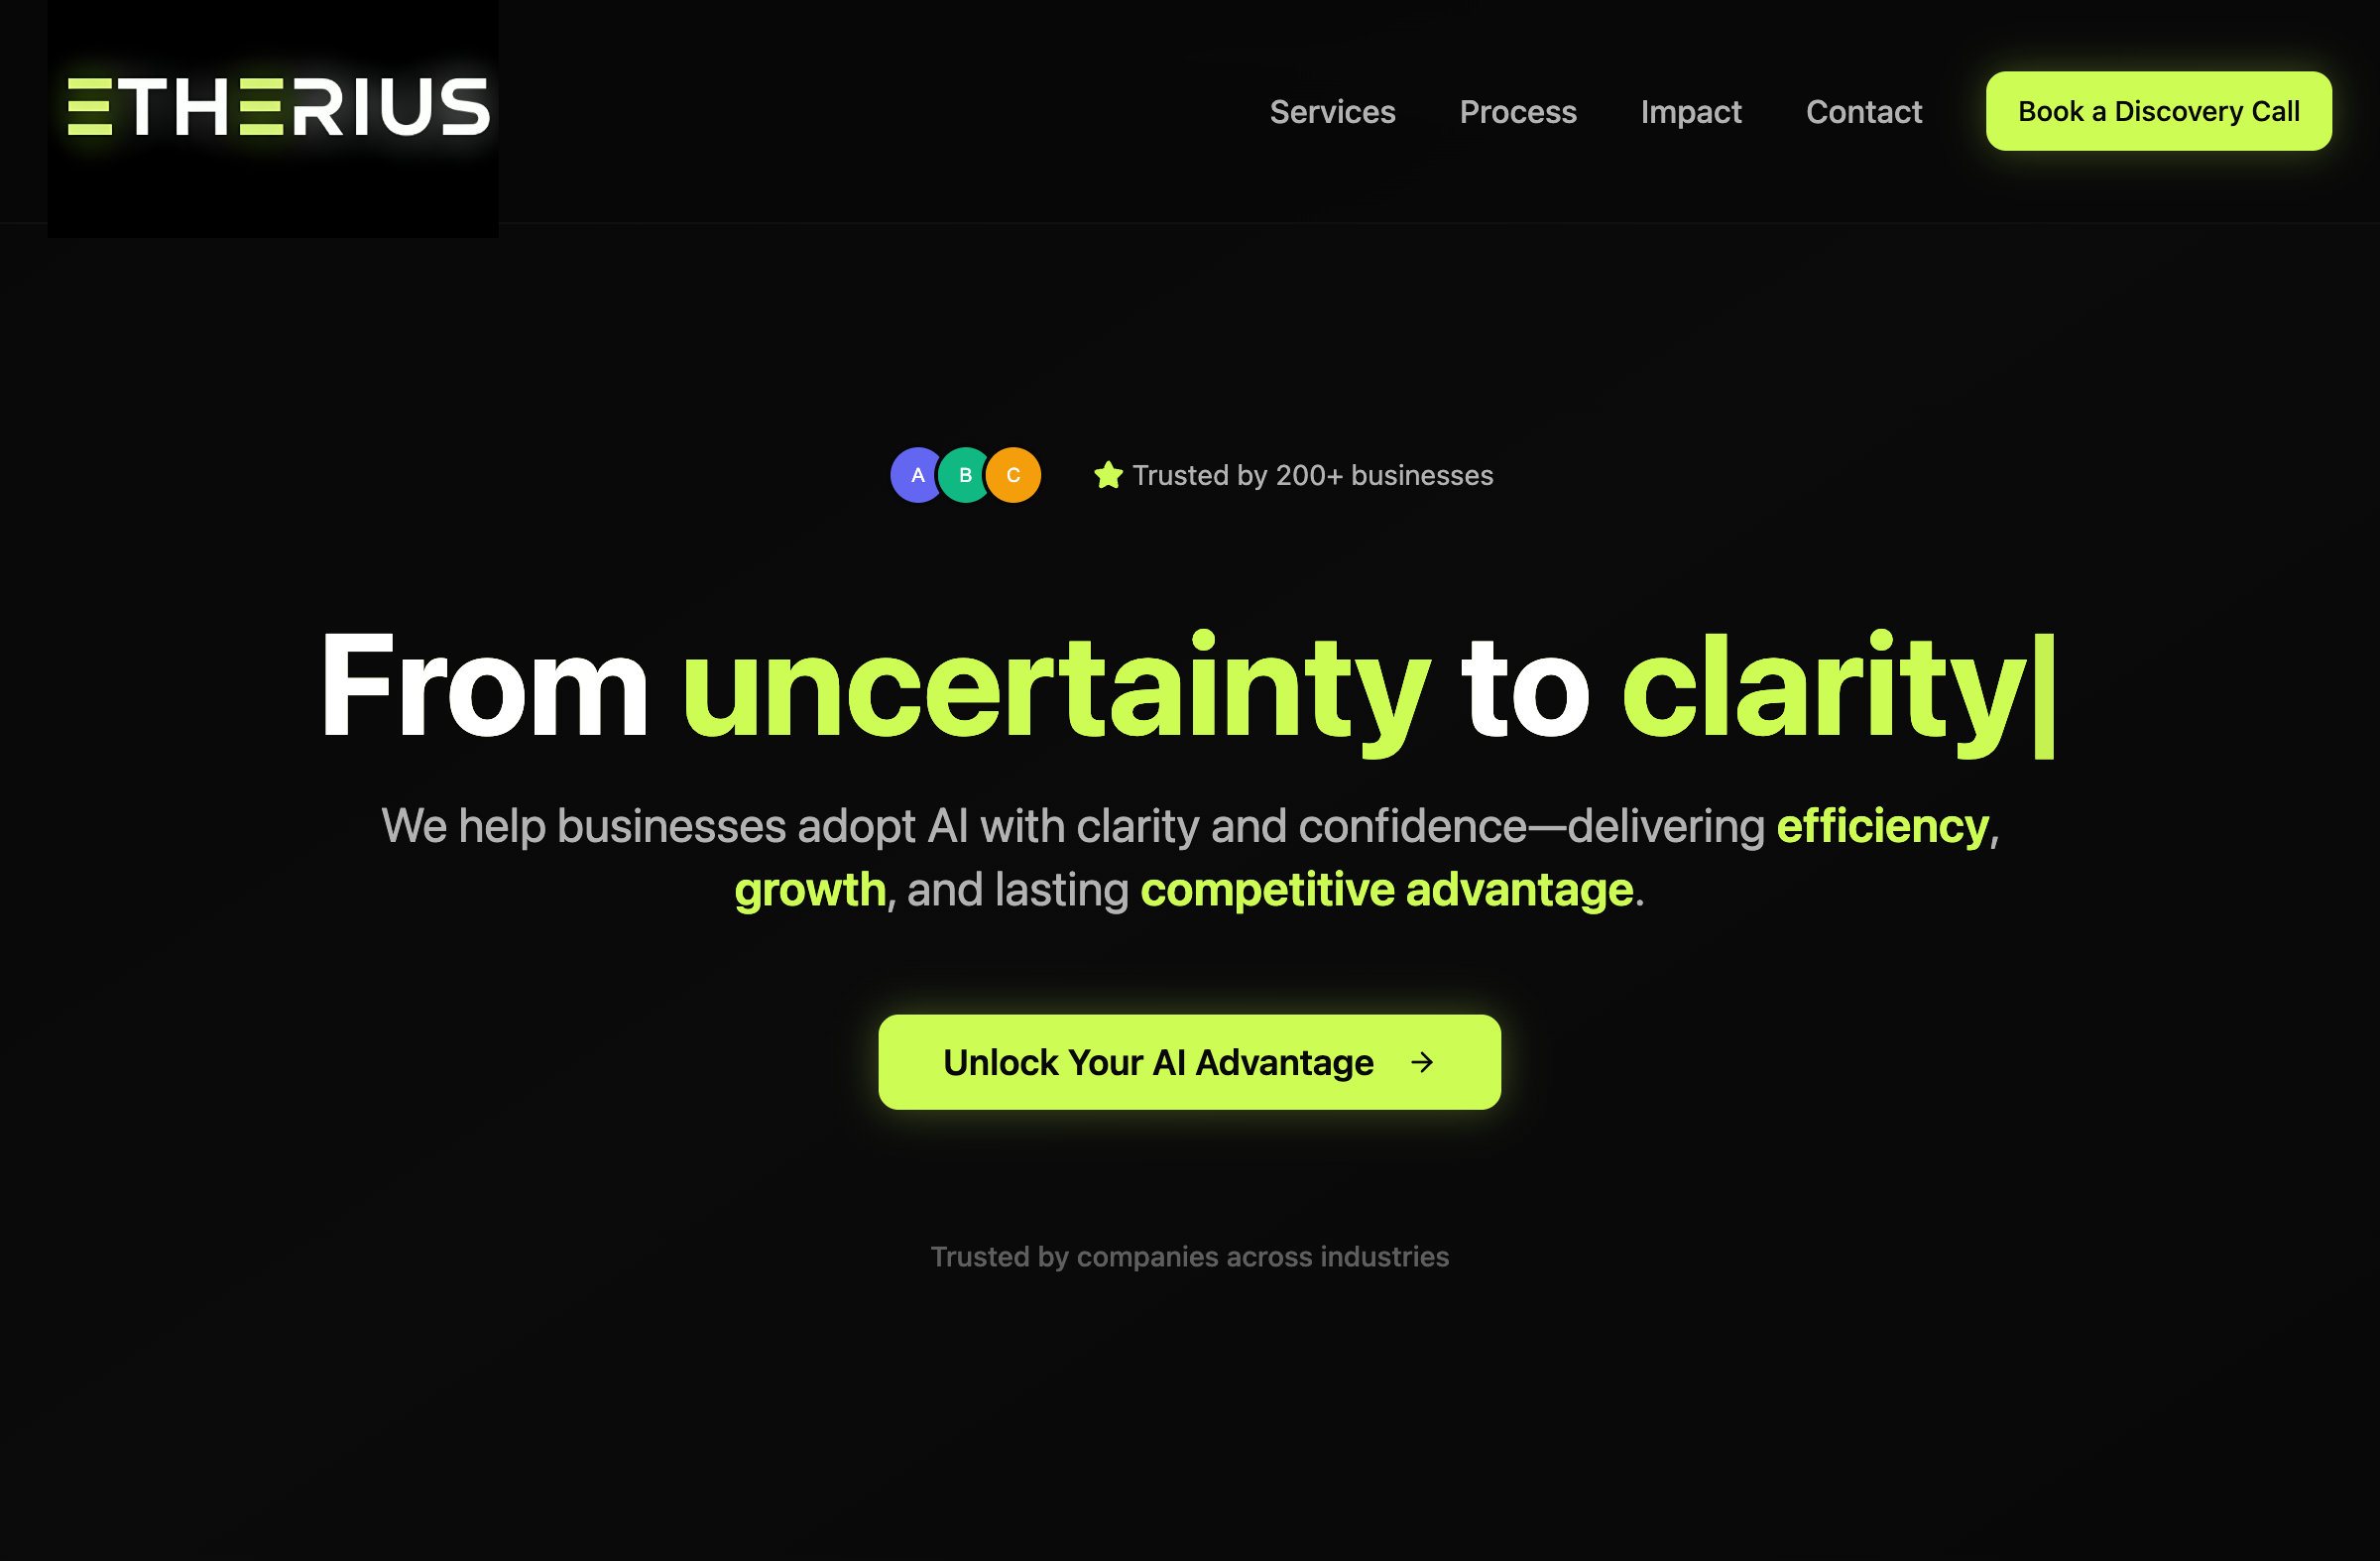 ETHERIUS
Services Process Impact Contact Book a Discovery Call
A B C Trusted by 200+ businesses
From uncertainty to clarity|
We help businesses adopt AI with clarity and confidence—delivering efficiency,
growth, and lasting competitive advantage.
Unlock Your AI Advantage →
Trusted by companies across industries